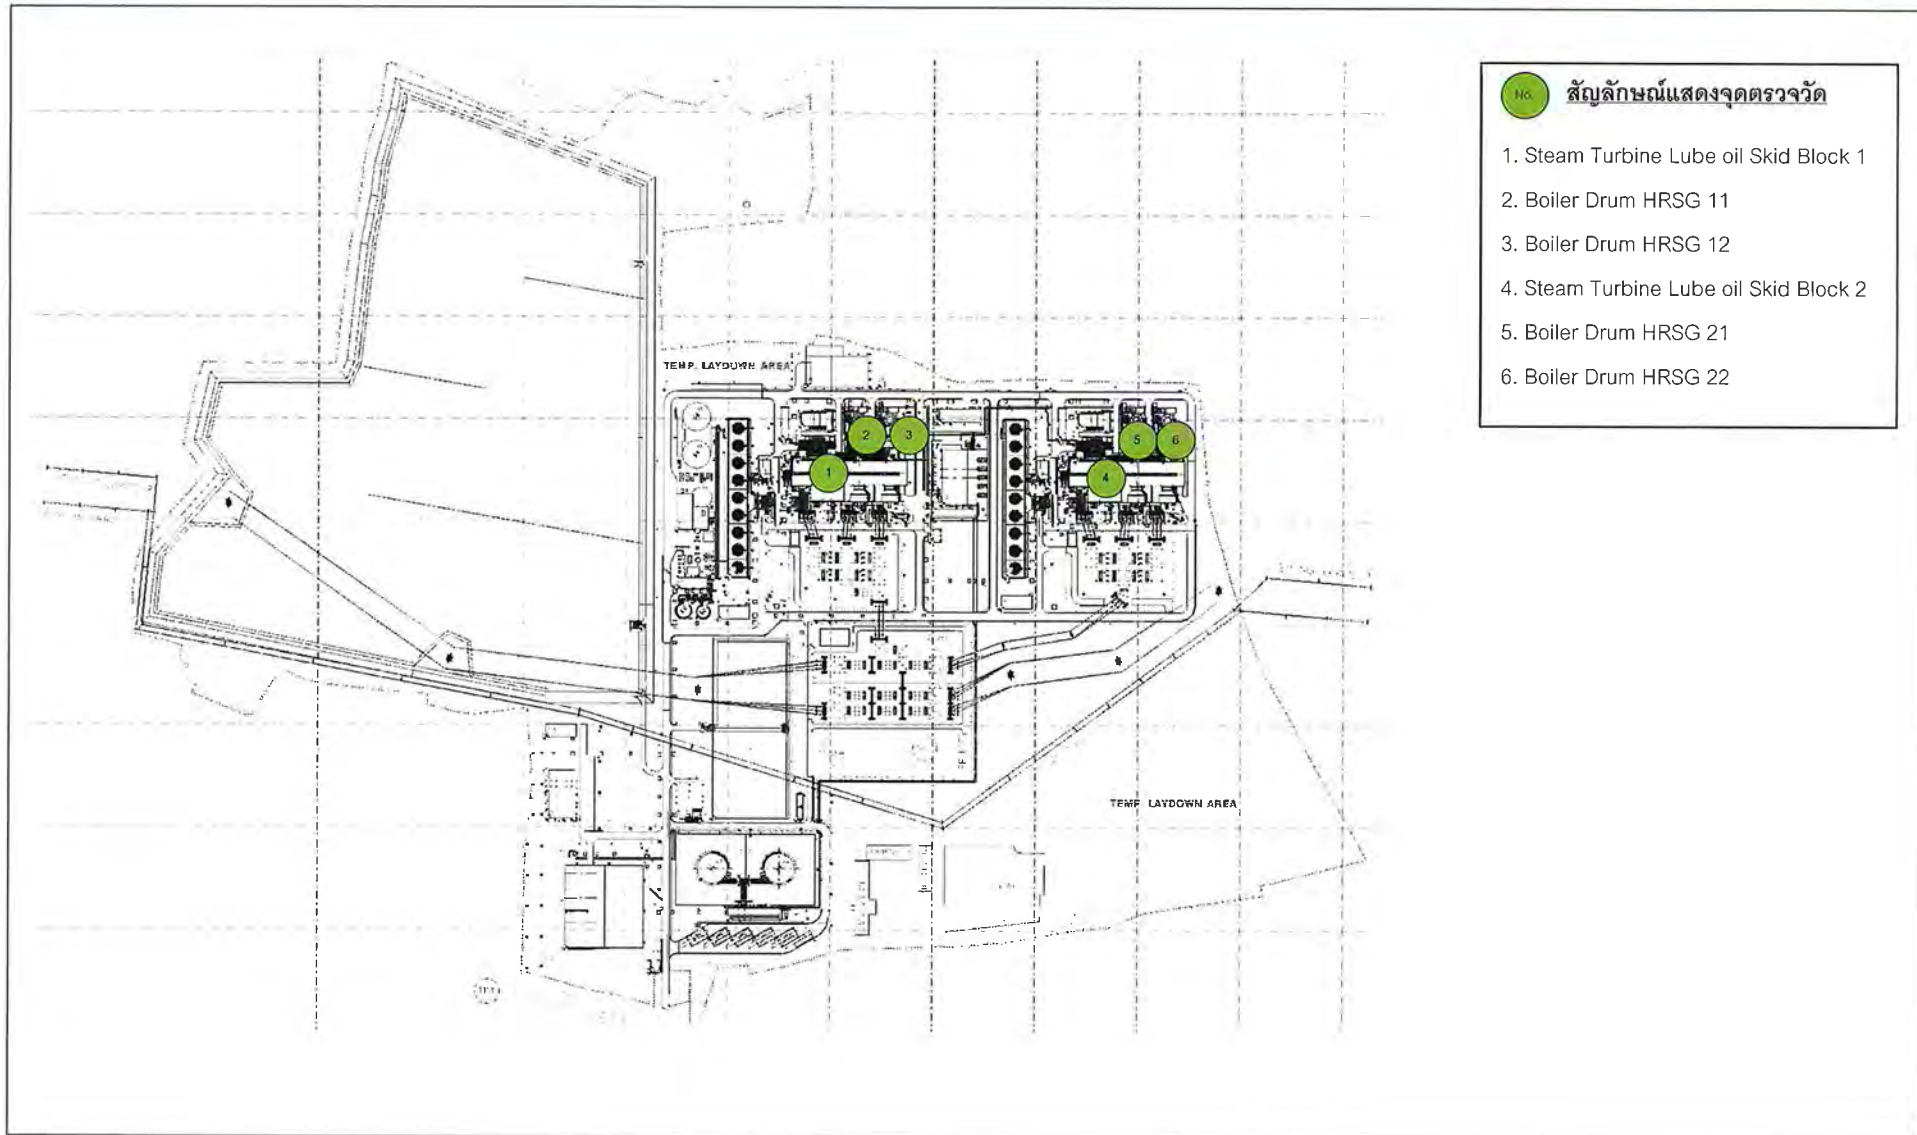 No.
สัญลักษณ์แสดงจุดตรวจวัด
1. Steam Turbine Lube oil Skid Block 1
2. Boiler Drum HRSG 11
3. Boiler Drum HRSG 12
4. Steam Turbine Lube oil Skid Block 2
5. Boiler Drum HRSG 21
6. Boiler Drum HRSG 22
TEMP. LAYDOWN AREA
2
3
5
6
1
4
TEMP. LAYDOWN AREA